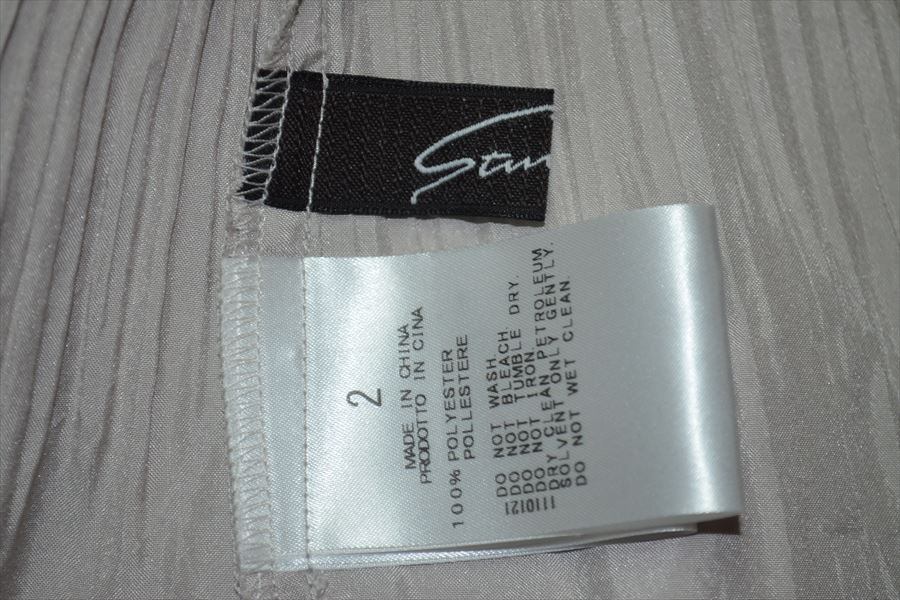 2
MADE IN CHINA
PRODOTTO IN CINA
100% POLYESTER
POLLESTERE
DO NOT WASH.
DO NOT BLEACH.
DO NOT TUMBLE DRY.
DO NOT IRON.
DRY CLEAN PETROLEUM
SOLVENT ONLY GENTLY.
DO NOT WET CLEAN.
1110121